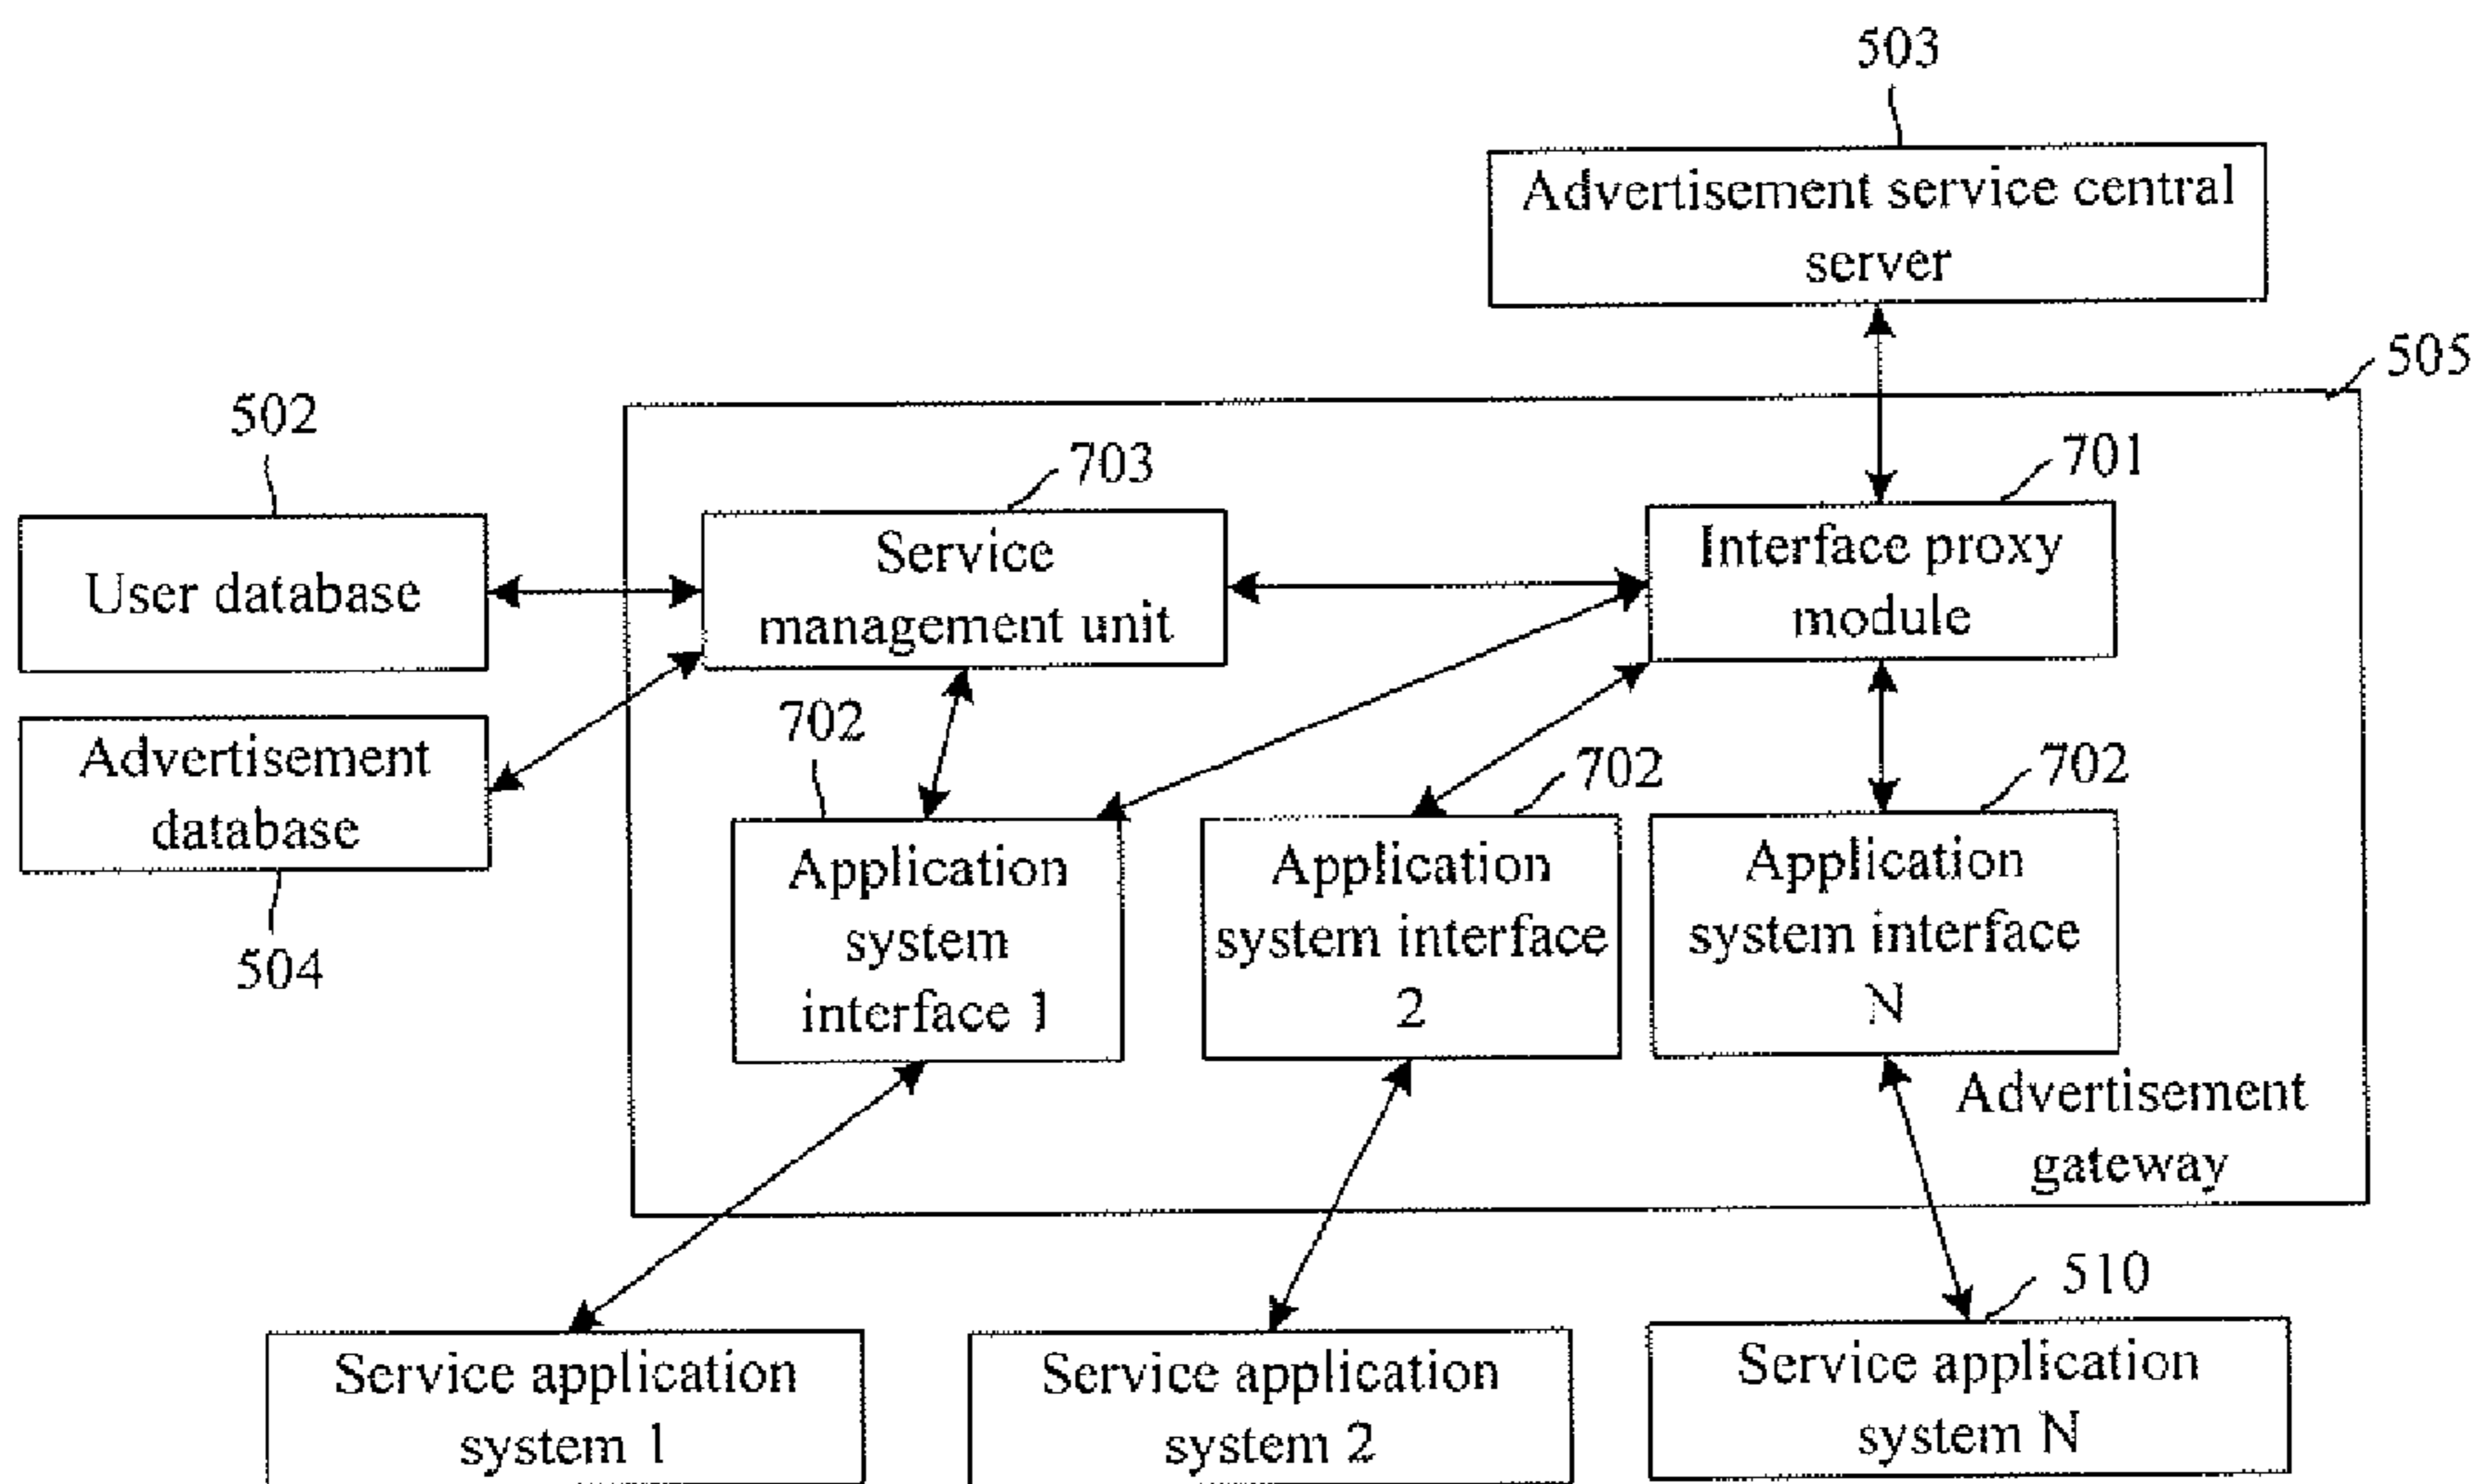 503
Advertisement service central
server
505
502
703
701
User database
Service
management unit
Interface proxy
module
Advertisement
database
504
702
702
702
Application
system
interface 1
Application
system interface
2
Application
system interface
N
Advertisement
gateway
510
Service application
system 1
Service application
system 2
Service application
system N